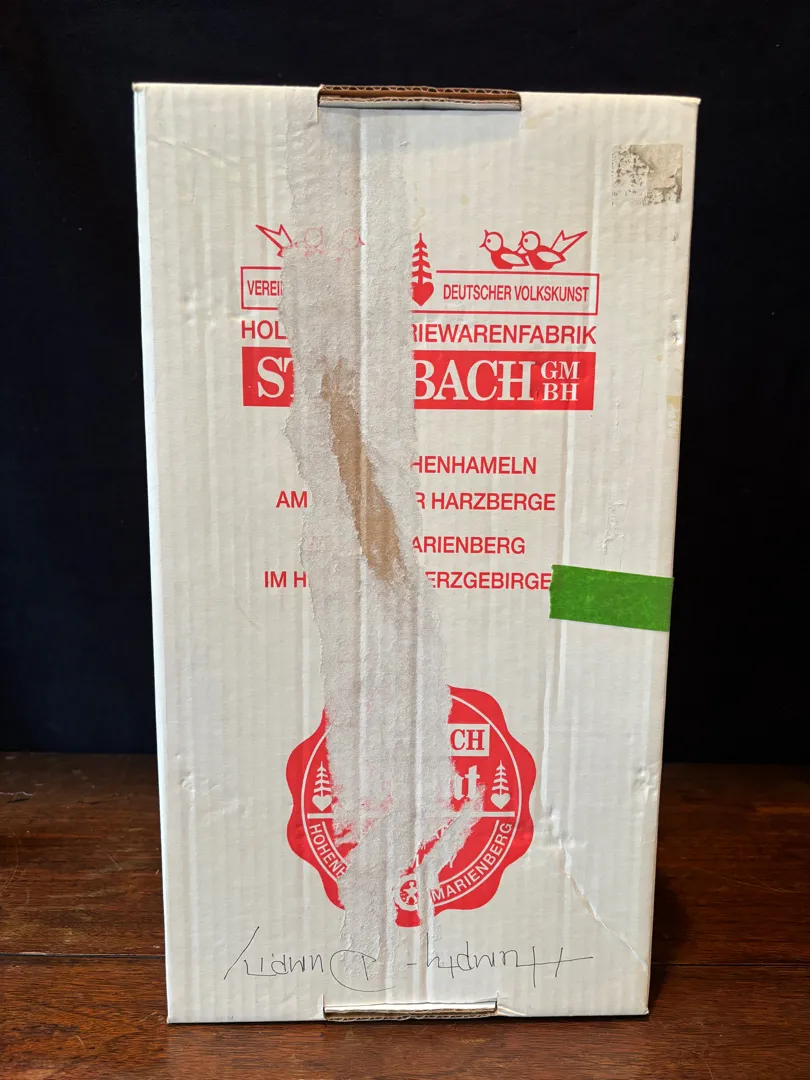 VEREI DEUTSCHER VOLKSKUNST
HOL RIEWARENFABRIK
ST BACH GM
BH
HENHAMELN
AM R HARZBERGE
ARIENBERG
IM H ERZGEBIRGE
CH
HOHENH MARIENBERG
Humpty-Dumpty